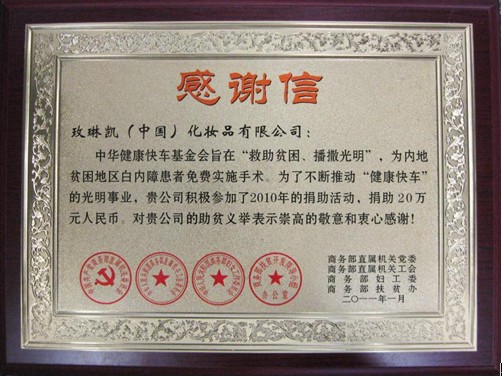 感谢信
玫琳凯(中国)化妆品有限公司:
中华健康快车基金会旨在“救助贫困、播撒光明”，为内地
贫困地区白内障患者免费实施手术。为了不断推动“健康快车”
的光明事业，贵公司积极参加了2010年的捐助活动，捐助20万
元人民币。对贵公司的助贫义举表示崇高的敬意和衷心感谢!
商务部直属机关党委
商务部直属机关工会
商务部妇工委
商务部扶贫办
二〇一一年一月
办公室